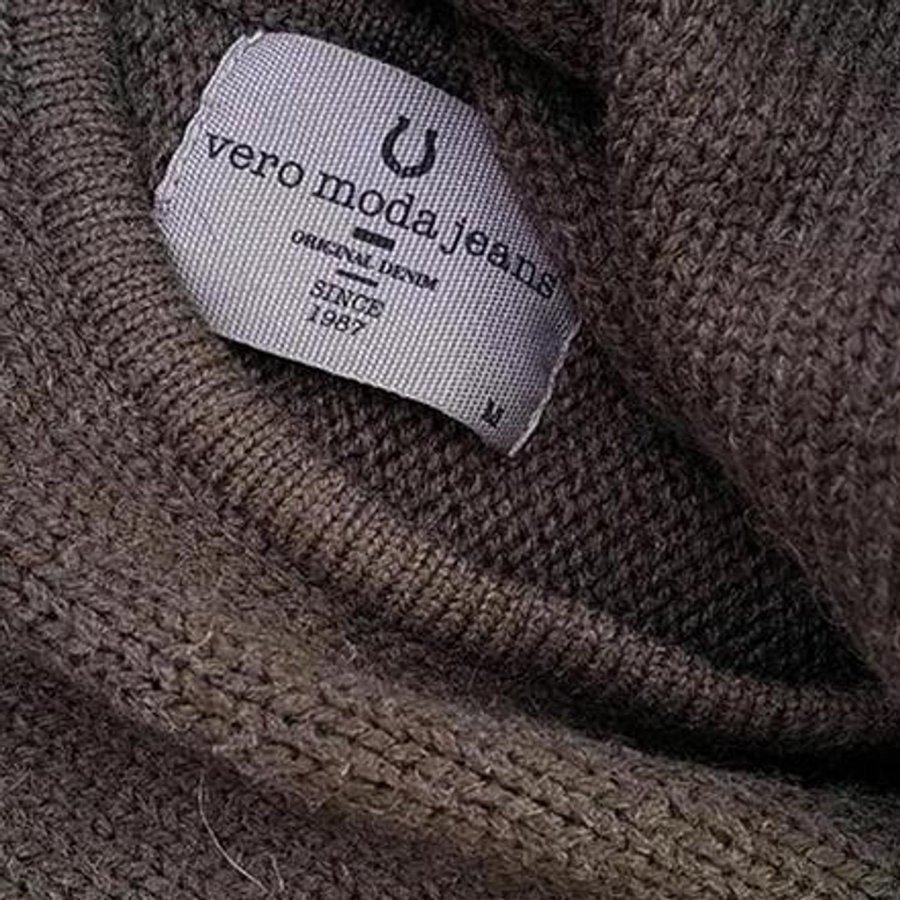 vero moda jeans
ORIGINAL DENIM
SINCE
1987
M